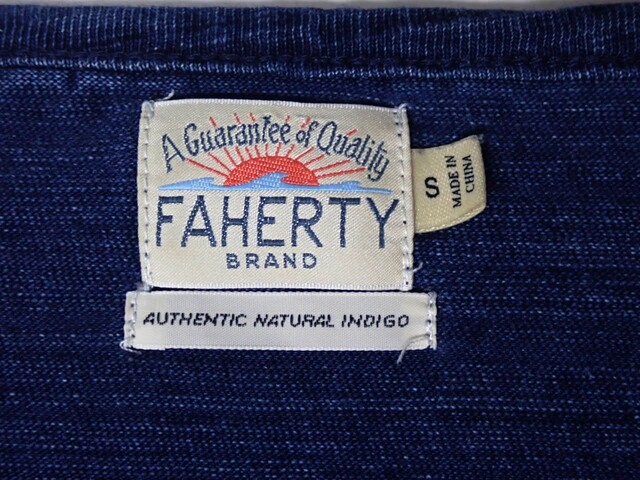 A Guarantee of Quality
FAHERTY
BRAND
S
MADE IN
CHINA
AUTHENTIC NATURAL INDIGO